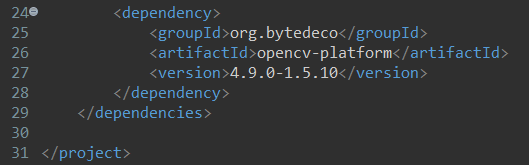 24 <dependency>
25 <groupId>org.bytedeco</groupId>
26 <artifactId>opencv-platform</artifactId>
27 <version>4.9.0-1.5.10</version>
28 </dependency>
29 </dependencies>
30
31 </project>